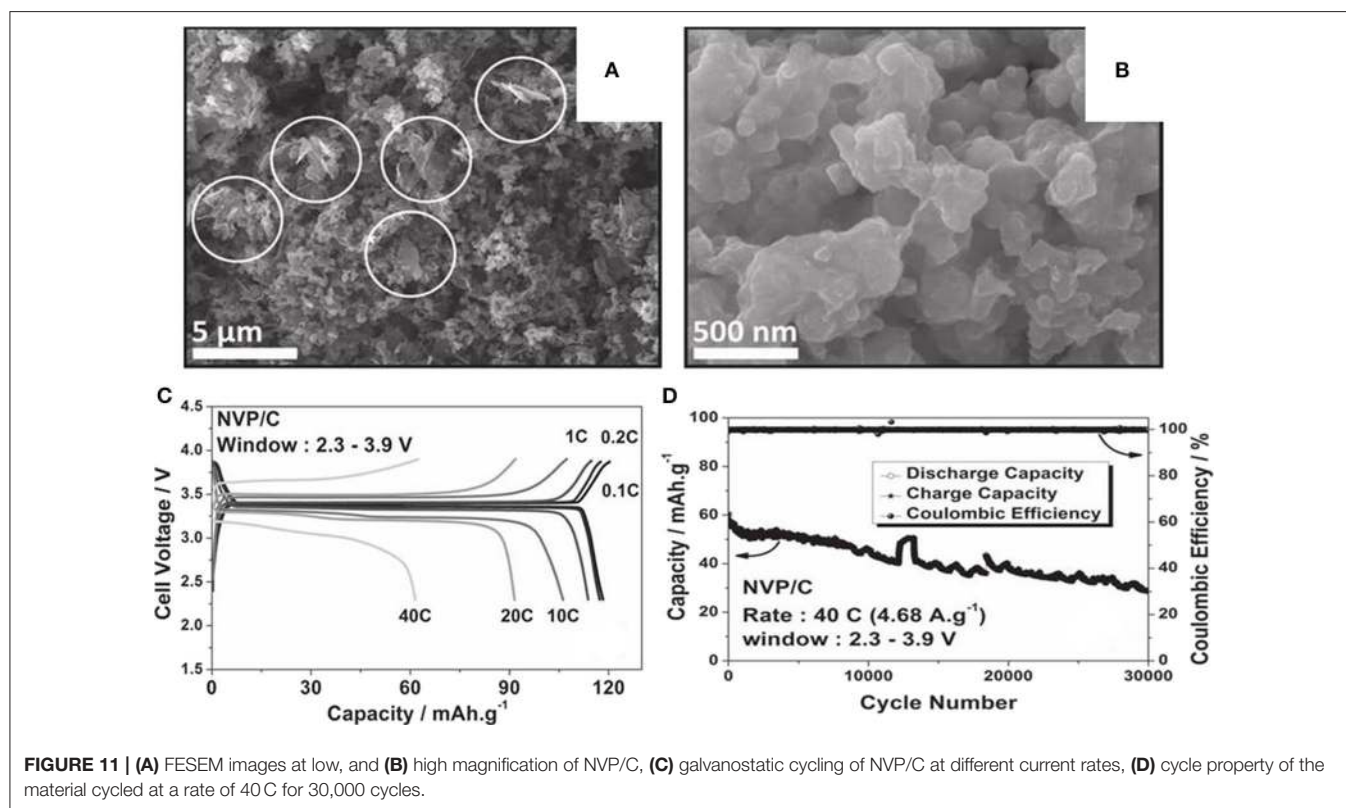 A
B
5 µm
500 nm
C
4.5
4.0
3.5
3.0
2.5
2.0
1.5
Cell Voltage / V
NVP/C
Window : 2.3 - 3.9 V
1C
0.2C
0.1C
40C
20C
10C
0
30
60
90
120
Capacity / mAh.g⁻¹
D
100
80
60
40
20
0
Capacity / mAh.g⁻¹
Discharge Capacity
Charge Capacity
Coulombic Efficiency
NVP/C
Rate : 40 C (4.68 A.g⁻¹)
window : 2.3 - 3.9 V
100
80
60
40
20
0
Coulombic Efficiency / %
0
10000
20000
30000
Cycle Number
FIGURE 11 | (A) FESEM images at low, and (B) high magnification of NVP/C, (C) galvanostatic cycling of NVP/C at different current rates, (D) cycle property of the
material cycled at a rate of 40 C for 30,000 cycles.